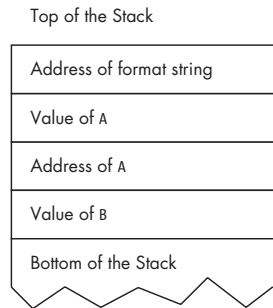 Top of the Stack
Address of format string
Value of A
Address of A
Value of B
Bottom of the Stack